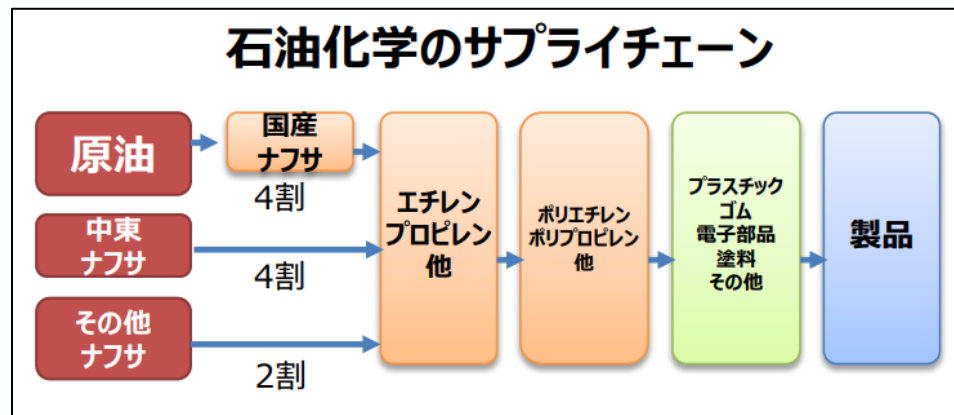 石油化学のサプライチェーン
原油
国産
ナフサ
4割
中東
ナフサ
4割
その他
ナフサ
2割
エチレン
プロピレン
他
ポリエチレン
ポリプロピレン
他
プラスチック
ゴム
電子部品
塗料
その他
製品